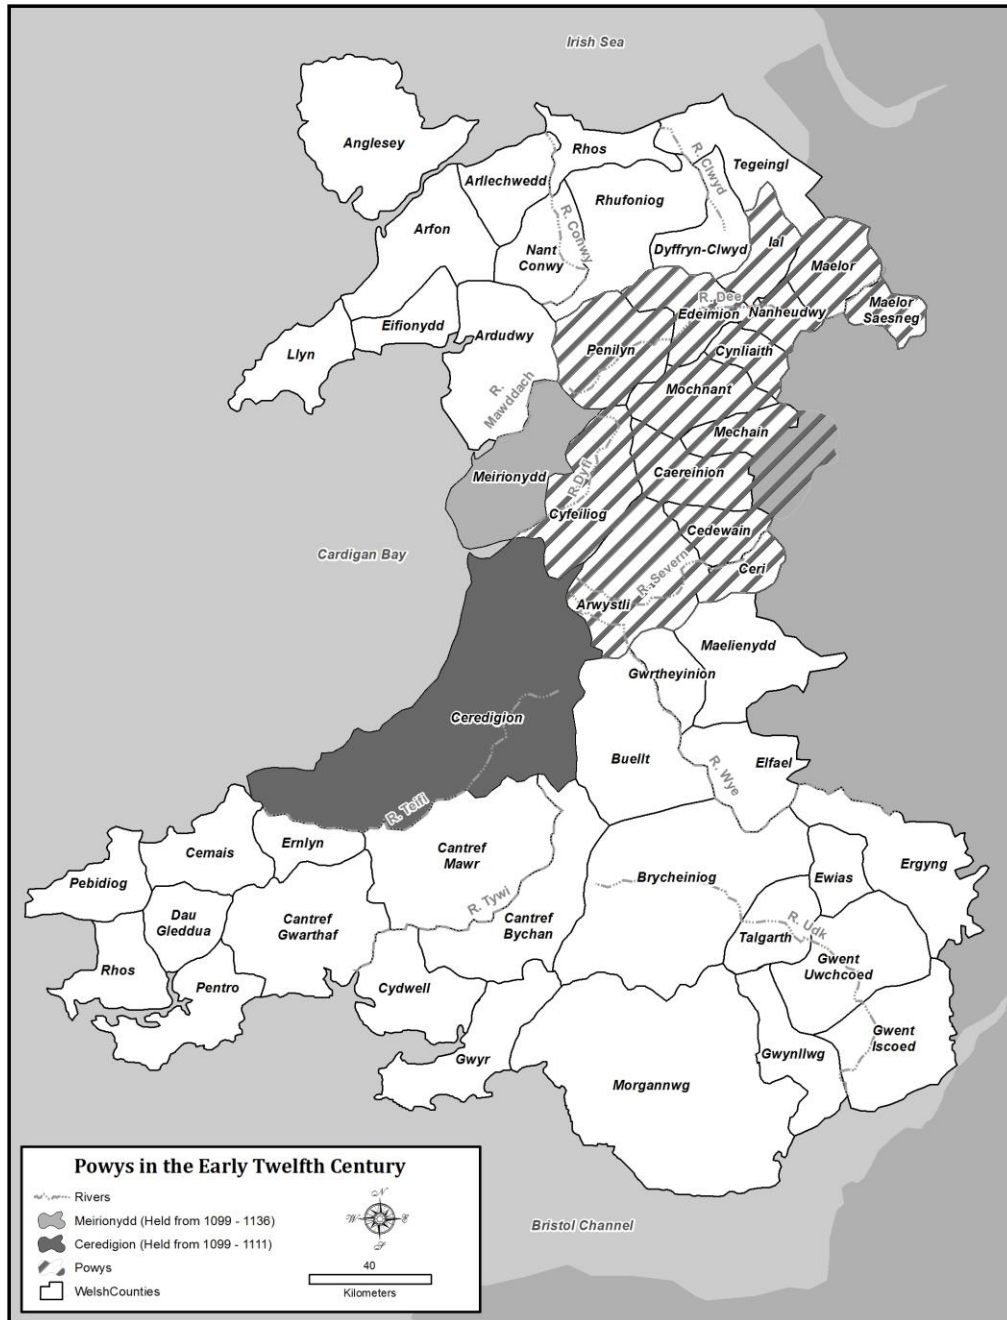 Irish Sea
Anglesey
Rhos
R. Clwyd
Tegeingl
Arllechwedd
Rhufoniog
Arfon
R. Conwy
Nant
Conwy
Dyffryn-Clwyd
Ial
Maelor
R. Dee
Maelor
Saesneg
Edeirnion
Nanheudwy
Eifionydd
Ardudwy
Llyn
Penllyn
Cynllaith
R.
Mawddach
Mochnant
Mechain
Meirionydd
R.Dyfi
Caereinion
Cyfeiliog
Cedewain
Cardigan Bay
R. Severn
Ceri
Arwystli
Maelienydd
Gwrtheyinion
Ceredigion
Buellt
R. Wye
Elfael
R. Teifi
Cemais
Ernlyn
Cantref
Mawr
Ergyng
Pebidiog
Brycheiniog
Ewias
Dau
Gleddua
Cantref
Gwarthaf
R. Tywi
Cantref
Bychan
R. Udk
Talgarth
Gwent
Uwchcoed
Rhos
Pentro
Cydwell
Gwent
Iscoed
Gwyr
Gwynllwg
Morgannwg
Powys in the Early Twelfth Century
Rivers
Meirionydd (Held from 1099 - 1136)
Ceredigion (Held from 1099 - 1111)
Powys
WelshCounties
N
W
E
S
40
Kilometers
Bristol Channel